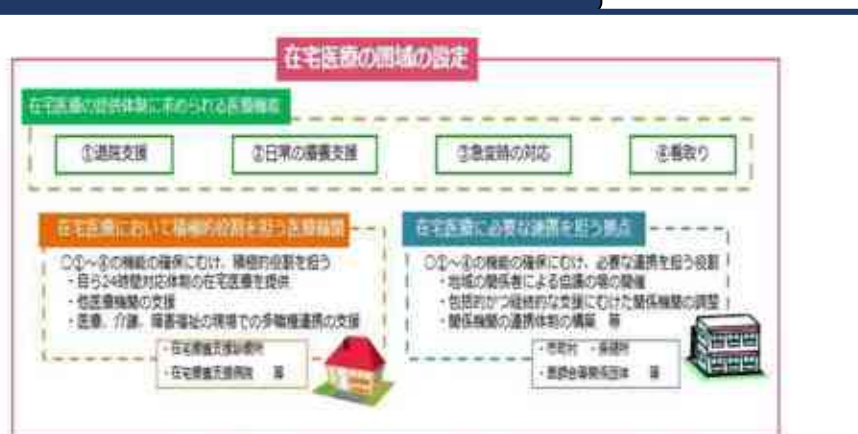 在宅医療の圏域の設定
在宅医療の提供体制に求められる医療機能
①退院支援
②日常の療養支援
③急変時の対応
④看取り
在宅医療において積極的役割を担う医療機関
在宅医療に必要な連携を担う拠点
○①～④の機能の確保にむけ、積極的役割を担う
・自ら24時間対応体制の在宅医療を提供
・他医療機関の支援
・医療、介護、障害福祉の現場での多職種連携の支援
○①～④の機能の確保にむけ、必要な連携を担う役割
・地域の関係者による協議の場の開催
・包括的かつ継続的な支援にむけた関係機関の調整
・関係機関の連携体制の構築 等
・在宅療養支援診療所
・在宅療養支援病院 等
・市町村 ・保健所
・医師会等関係団体 等